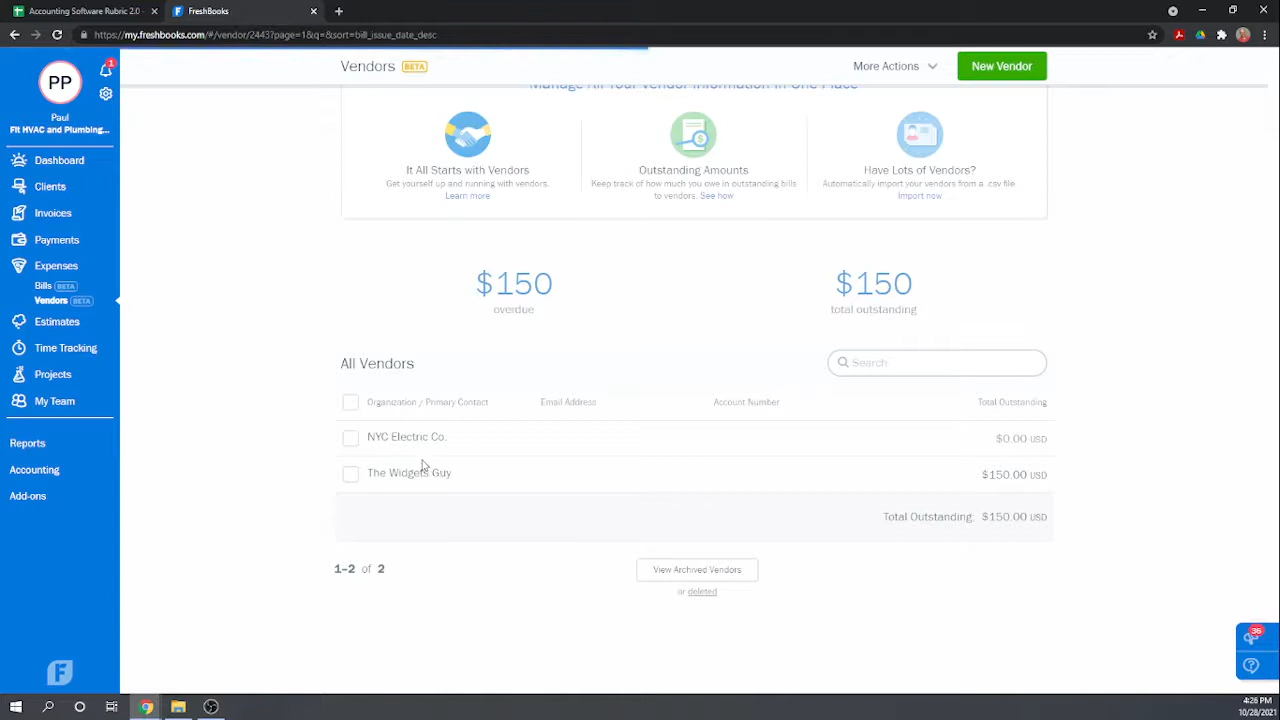 Accounting Software Rubric 2.0 -
FreshBooks
https://my.freshbooks.com/#/vendor/2443?page=1&q=&sort=bill_issue_date_desc
PP
1
Paul
Fit HVAC and Plumbing...
Dashboard
Clients
Invoices
Payments
Expenses
Bills BETA
Vendors BETA
Estimates
Time Tracking
Projects
My Team
Reports
Accounting
Add-ons
Vendors BETA
More Actions
New Vendor
Manage All Your Vendor Information In One Place
It All Starts with Vendors
Get yourself up and running with vendors.
Learn more
Outstanding Amounts
Keep track of how much you owe in outstanding bills
to vendors. See how
Have Lots of Vendors?
Automatically import your vendors from a .csv file
Import now
$150
overdue
$150
total outstanding
All Vendors
Search
Organization / Primary Contact Email Address Account Number Total Outstanding
NYC Electric Co. $0.00 USD
The Widgets Guy $150.00 USD
Total Outstanding: $150.00 USD
1–2 of 2
View Archived Vendors
or deleted
36
4:26 PM
10/28/2021